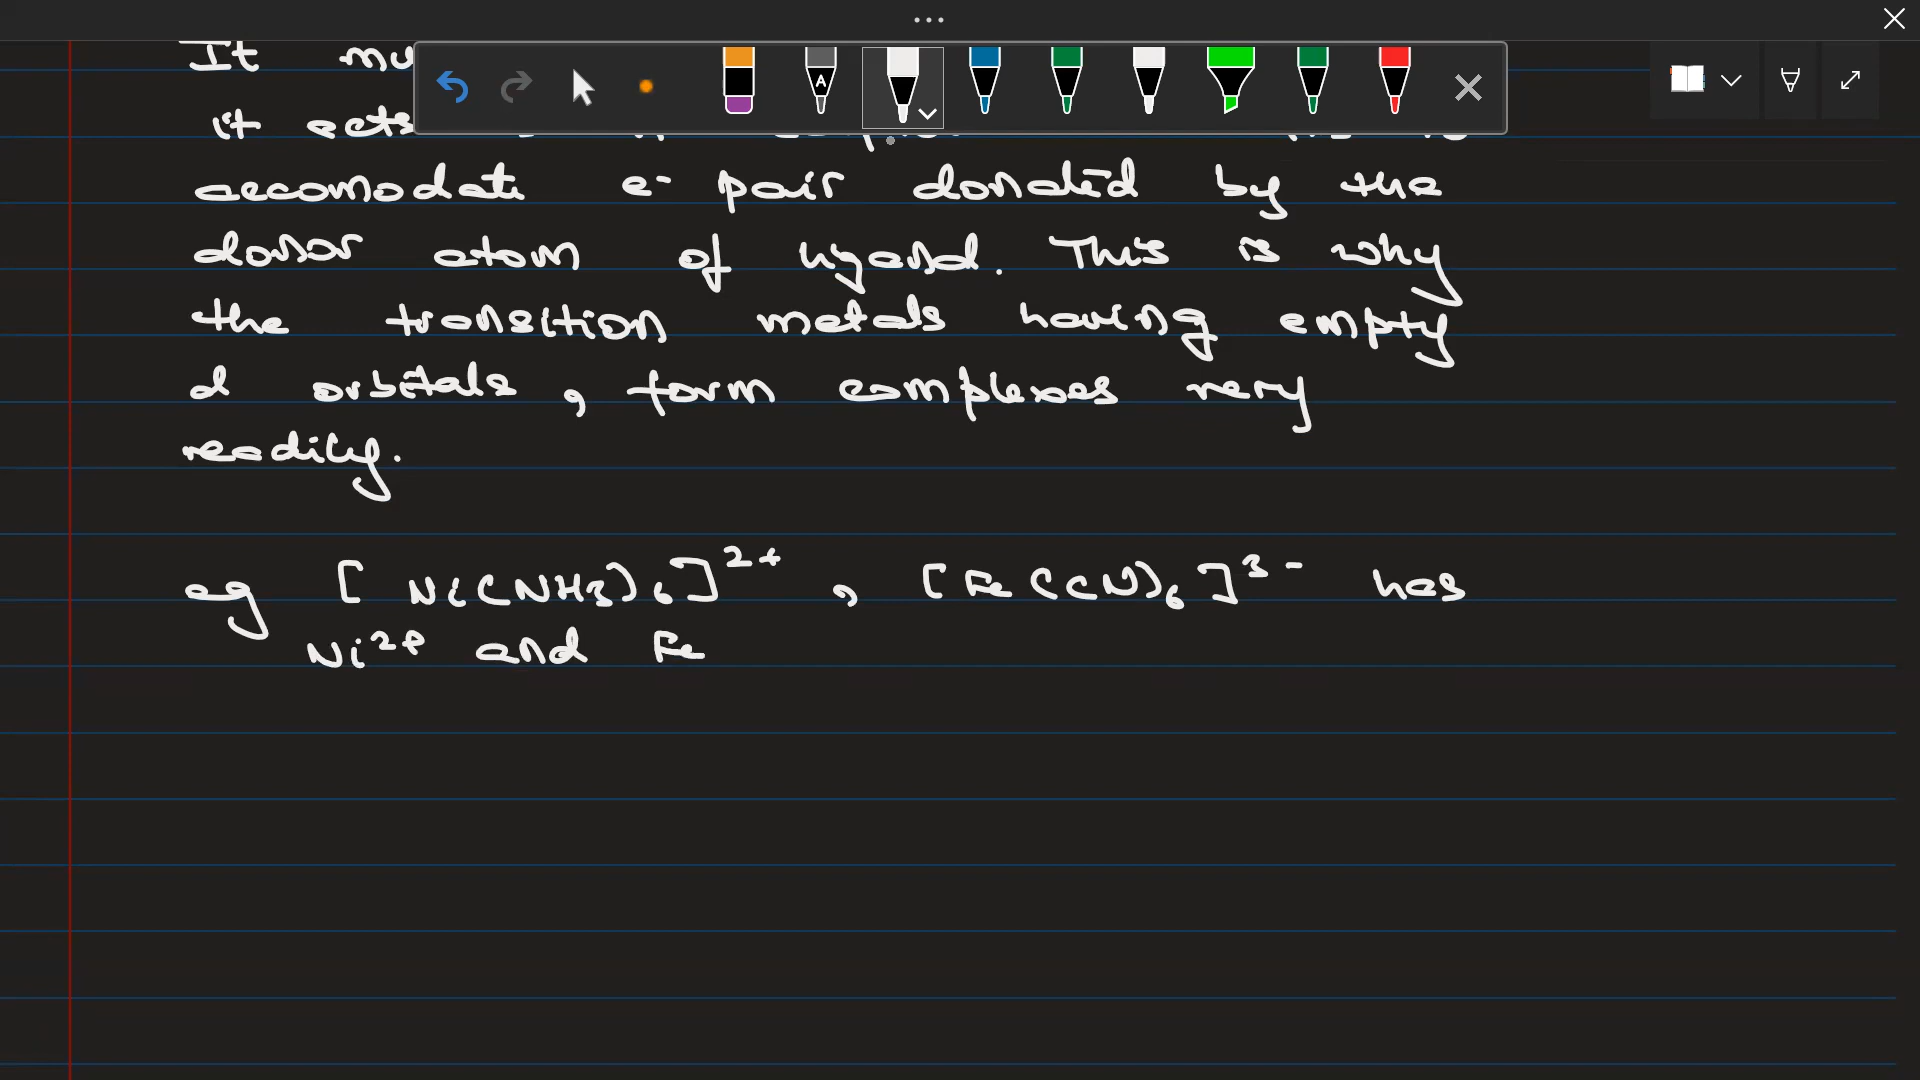 It
it acts
accomodate e- pair donated by the
donor atom of ligand. This is why
the transition metals having empty
d orbitals, form complexes very
readily.
eg [Ni(NH3)6]²⁺, [Fe(CN)6]³⁻ has
Ni²⁺ and Fe